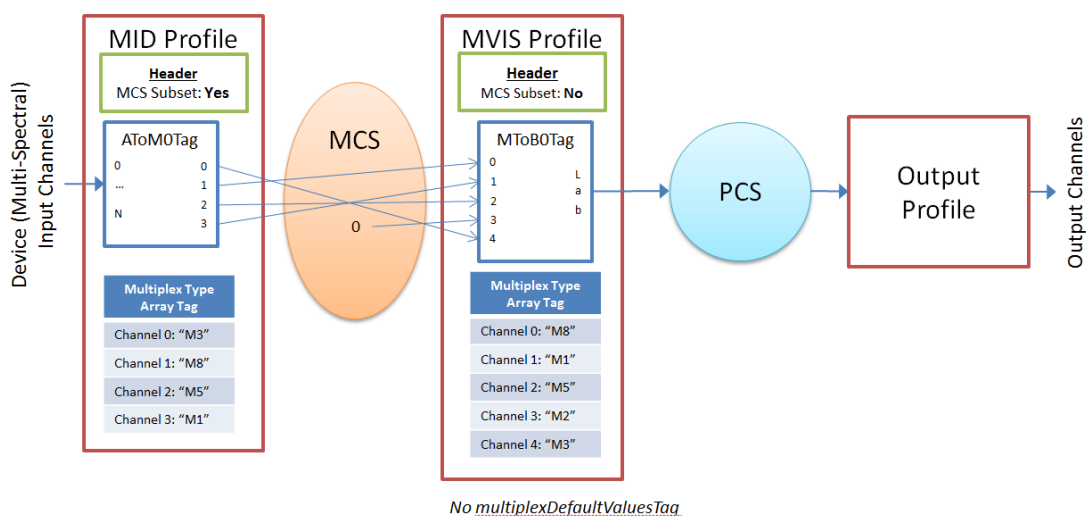 MID Profile
Header
MCS Subset: Yes
AToM0Tag
0
...
N
0
1
2
3
Multiplex Type
Array Tag
Channel 0: “M3”
Channel 1: “M8”
Channel 2: “M5”
Channel 3: “M1”
Device (Multi-Spectral)
Input Channels
MCS
0
MVIS Profile
Header
MCS Subset: No
MToB0Tag
0
1
2
3
4
L
a
b
Multiplex Type
Array Tag
Channel 0: “M8”
Channel 1: “M1”
Channel 2: “M5”
Channel 3: “M2”
Channel 4: “M3”
PCS
Output
Profile
Output Channels
No multiplexDefaultValuesTag